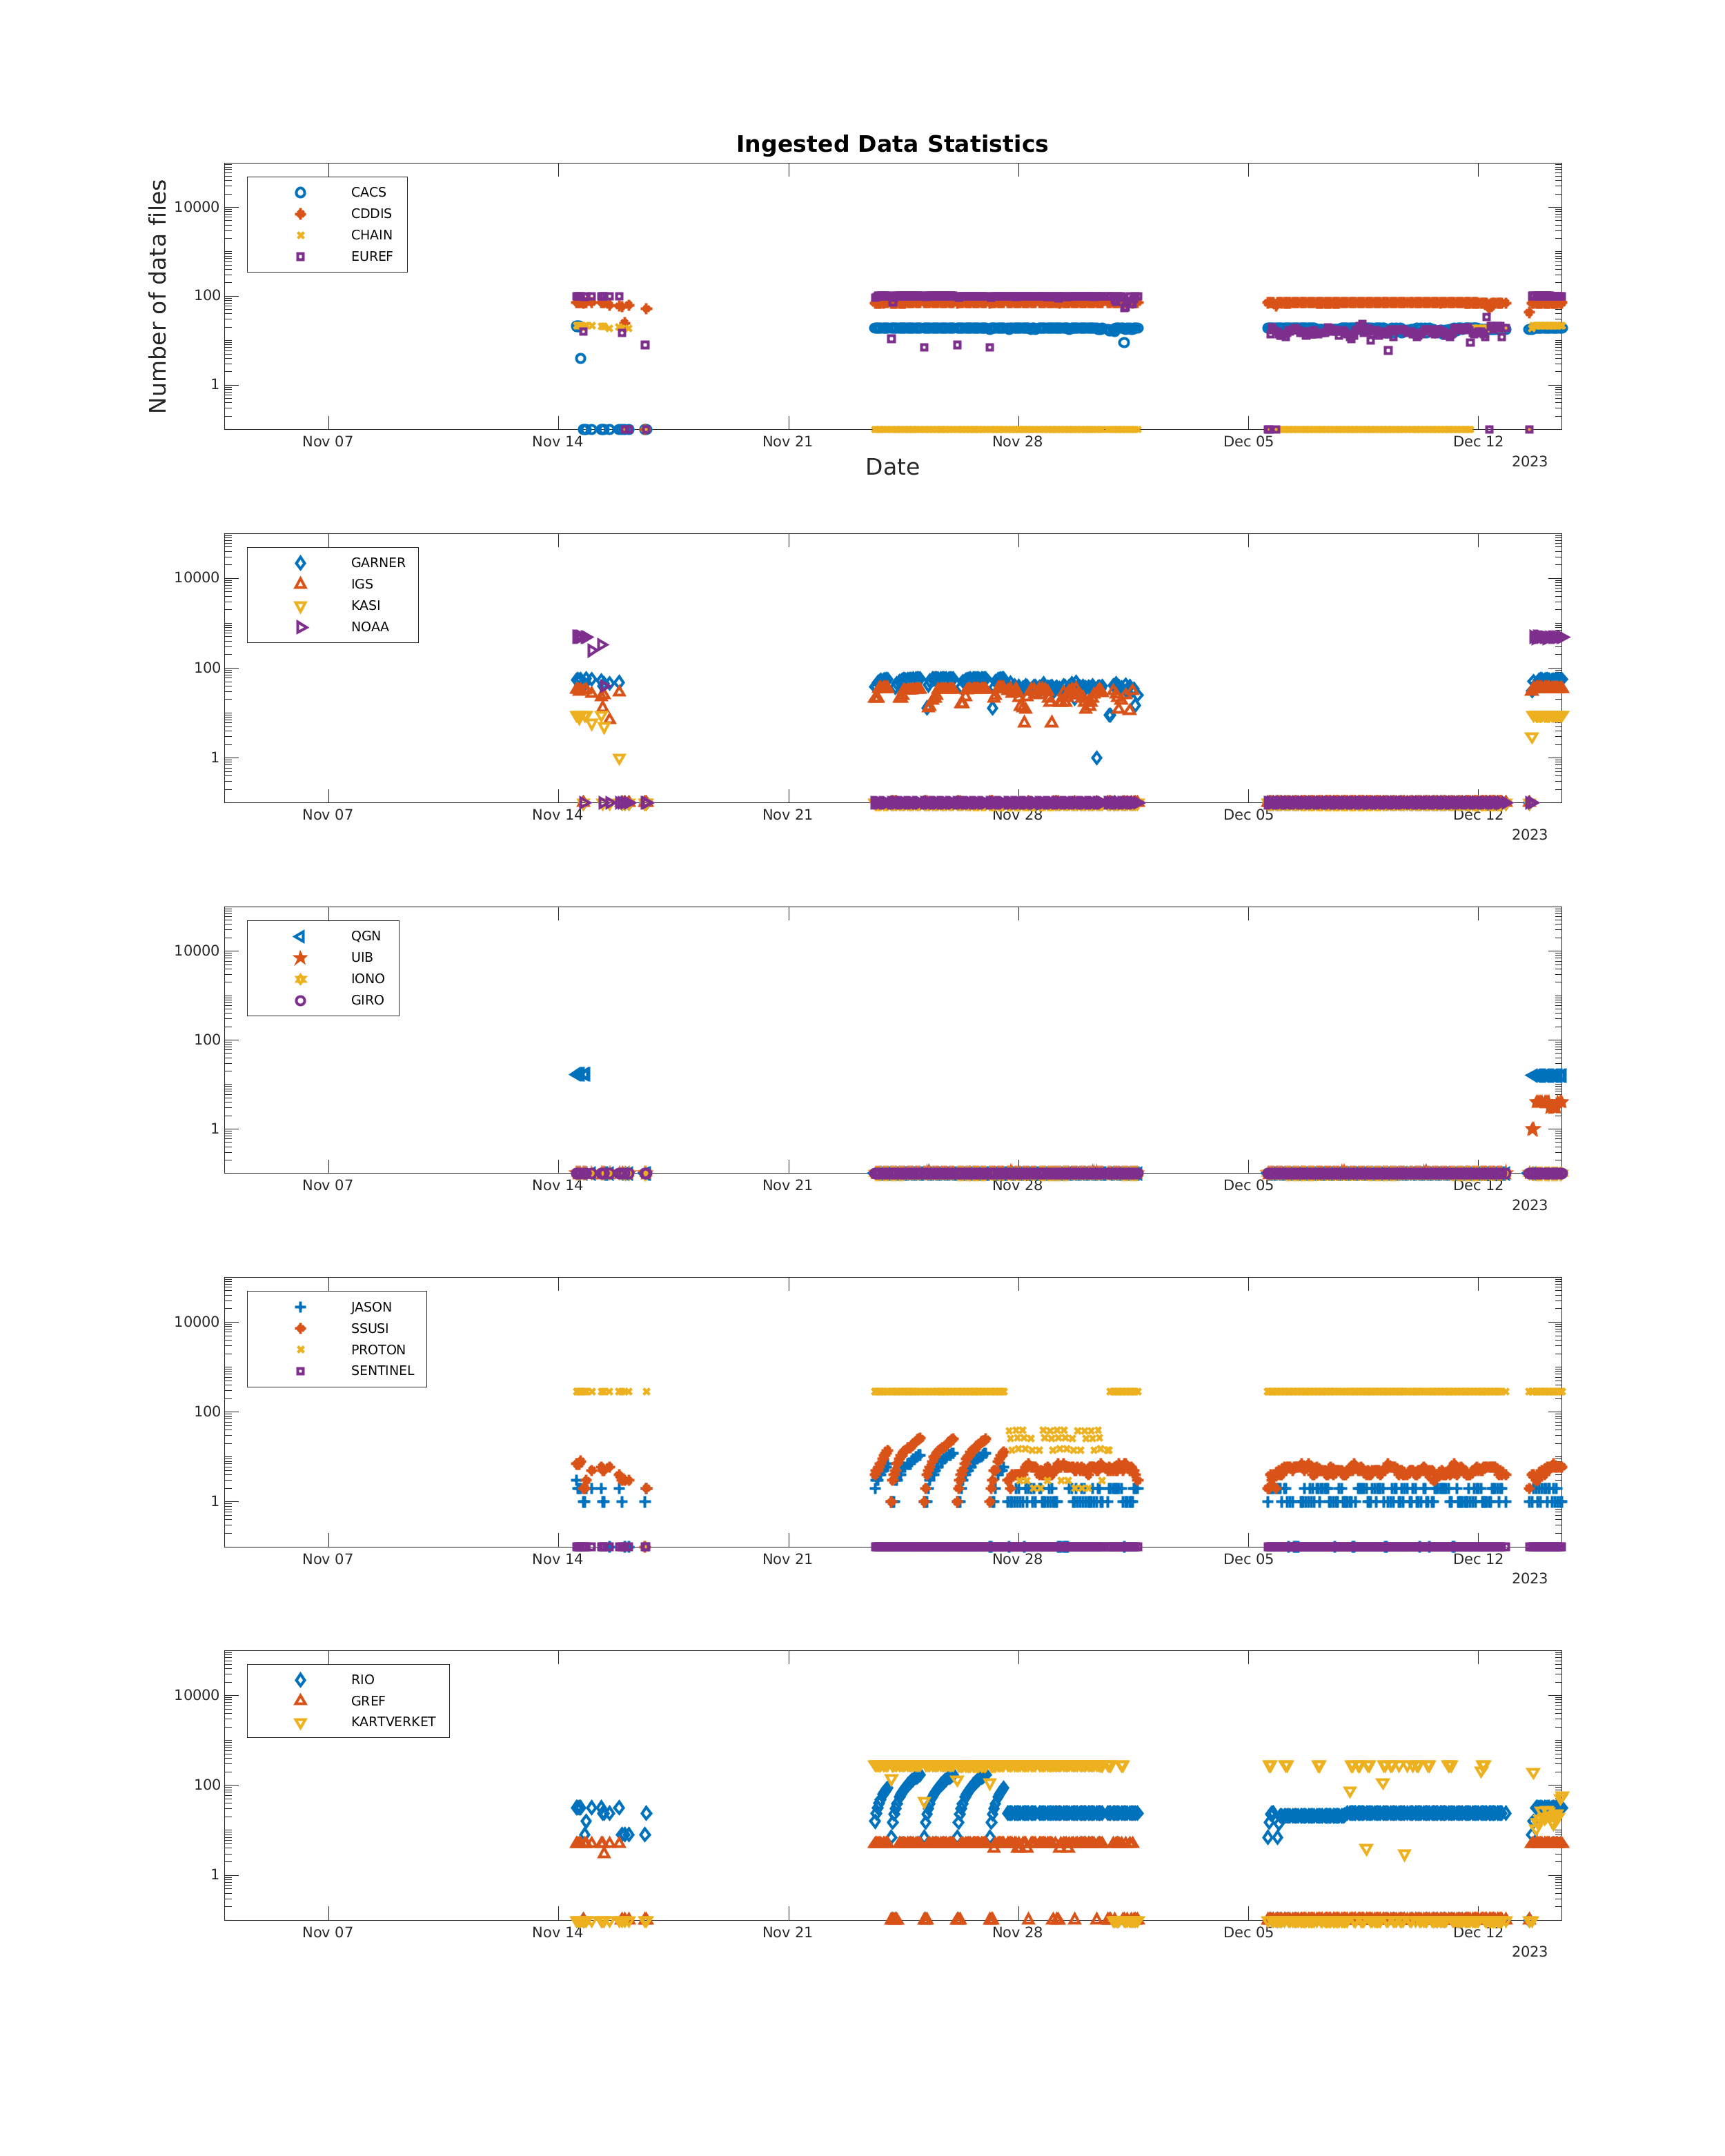 Ingested Data Statistics
Number of data files
10000
100
1
CACS
CDDIS
CHAIN
EUREF
Nov 07
Nov 14
Nov 21
Nov 28
Dec 05
Dec 12
2023
Date
10000
100
1
GARNER
IGS
KASI
NOAA
Nov 07
Nov 14
Nov 21
Nov 28
Dec 05
Dec 12
2023
10000
100
1
QGN
UIB
IONO
GIRO
Nov 07
Nov 14
Nov 21
Nov 28
Dec 05
Dec 12
2023
10000
100
1
JASON
SSUSI
PROTON
SENTINEL
Nov 07
Nov 14
Nov 21
Nov 28
Dec 05
Dec 12
2023
10000
100
1
RIO
GREF
KARTVERKET
Nov 07
Nov 14
Nov 21
Nov 28
Dec 05
Dec 12
2023